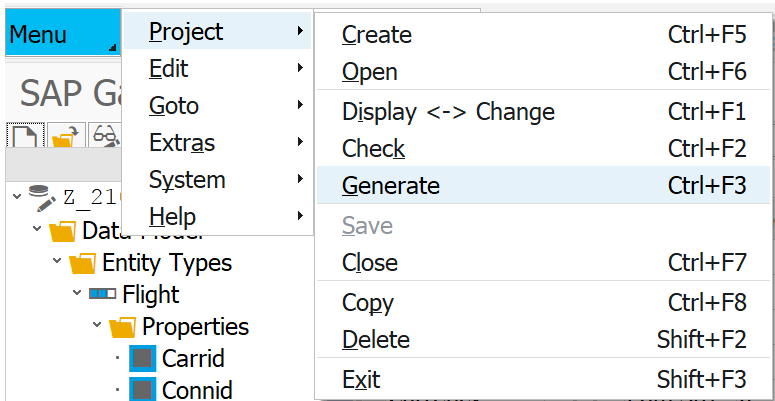 Menu
Project
Edit
Goto
Extras
System
Help
Create Ctrl+F5
Open Ctrl+F6
Display <-> Change Ctrl+F1
Check Ctrl+F2
Generate Ctrl+F3
Save
Close Ctrl+F7
Copy Ctrl+F8
Delete Shift+F2
Exit Shift+F3
SAP Ga
Z_210
Data Model
Entity Types
Flight
Properties
Carrid
Connid